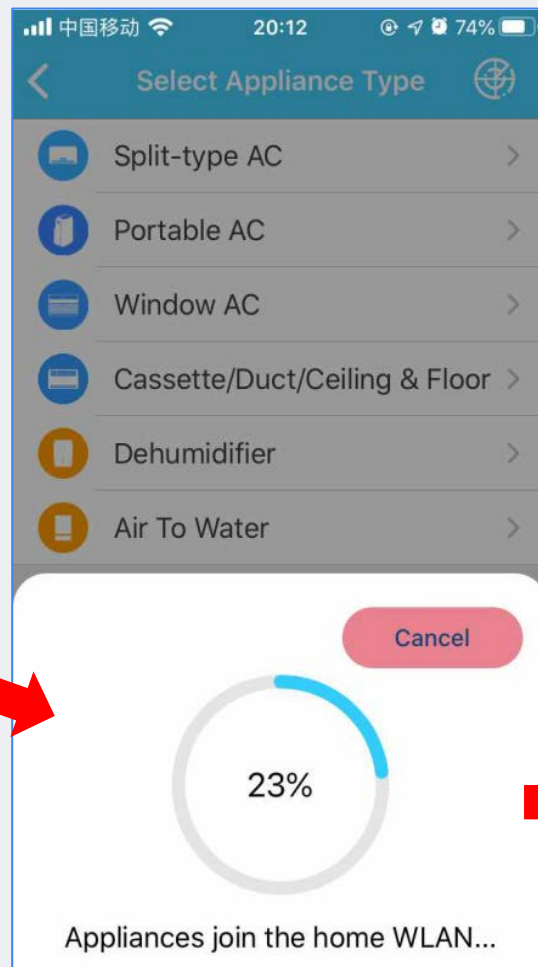 中国移动 20:12 74%
Select Appliance Type
Split-type AC
Portable AC
Window AC
Cassette/Duct/Ceiling & Floor
Dehumidifier
Air To Water
Cancel
23%
Appliances join the home WLAN...